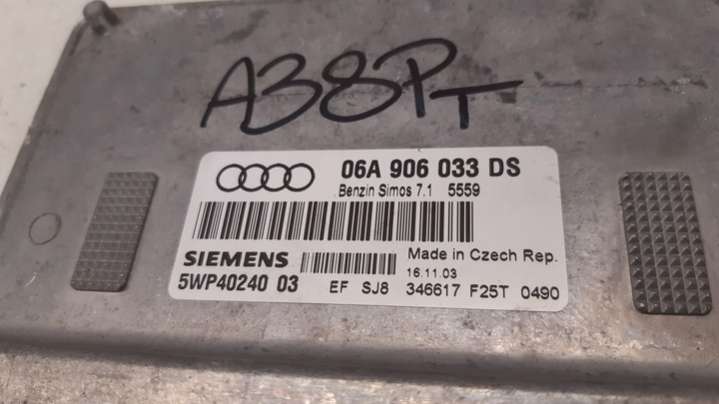 A38PT
06A 906 033 DS
Benzin Simos 7.1 5559
SIEMENS Made in Czech Rep.
16.11.03
5WP40240 03 EF SJ8 346617 F25T 0490